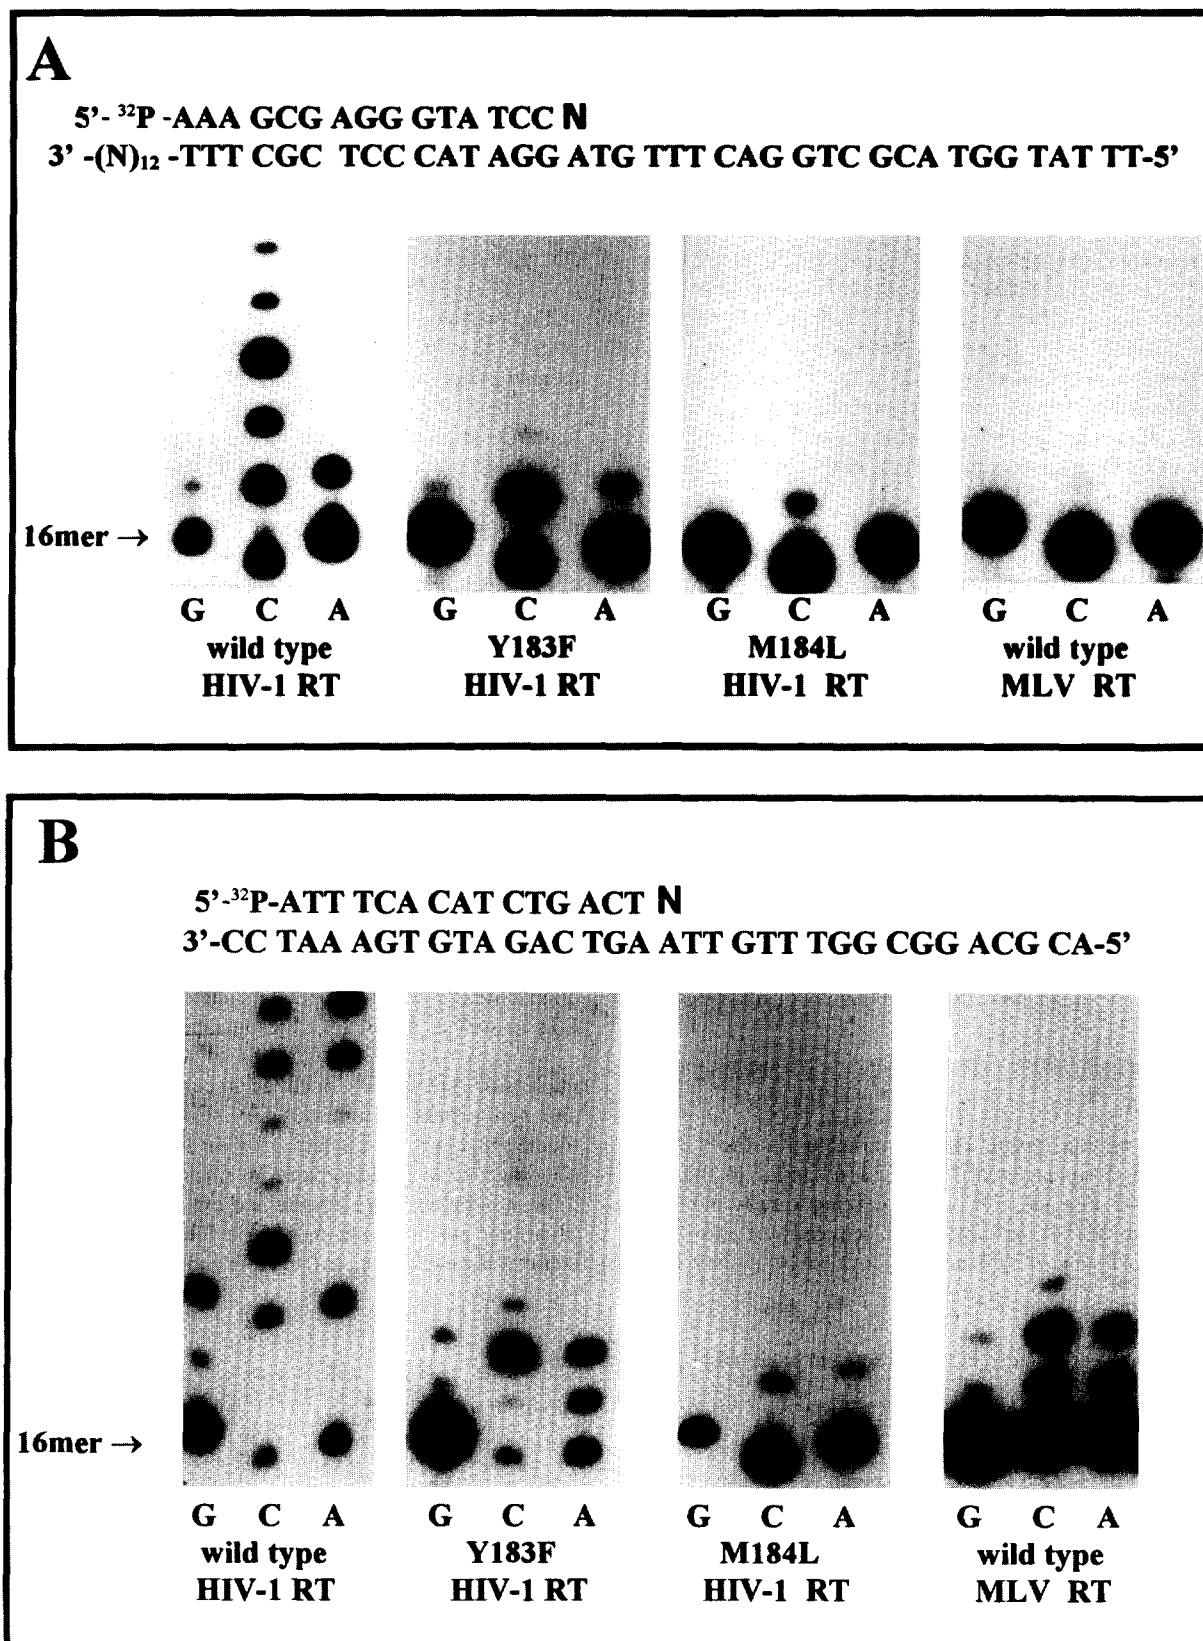 A
5'- ³²P -AAA GCG AGG GTA TCC N
3' -(N)₁₂ -TTT CGC TCC CAT AGG ATG TTT CAG GTC GCA TGG TAT TT-5'
16mer →
G C A G C A G C A G C A
wild type Y183F M184L wild type
HIV-1 RT HIV-1 RT HIV-1 RT MLV RT
B
5'-³²P-ATT TCA CAT CTG ACT N
3'-CC TAA AGT GTA GAC TGA ATT GTT TGG CGG ACG CA-5'
16mer →
G C A G C A G C A G C A
wild type Y183F M184L wild type
HIV-1 RT HIV-1 RT HIV-1 RT MLV RT